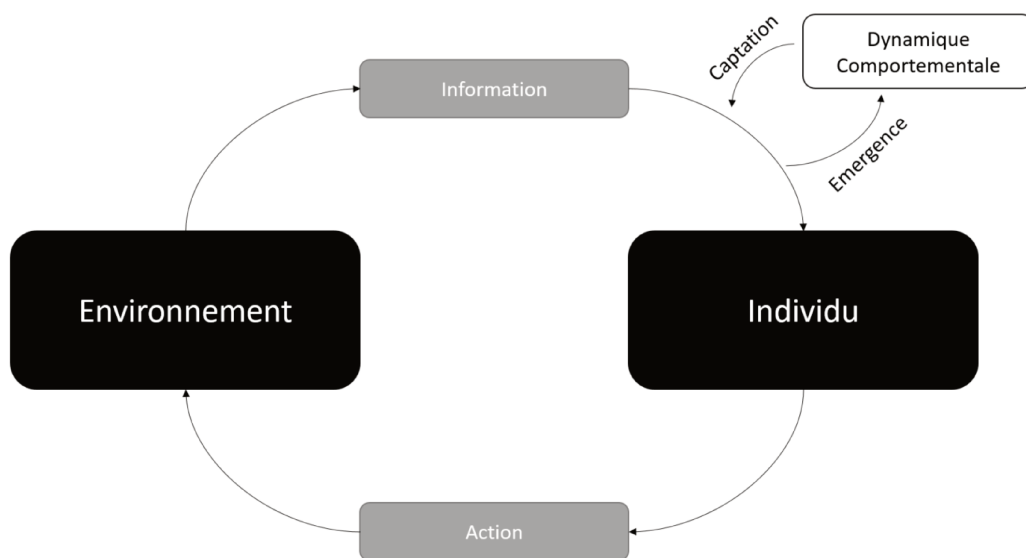 Captation
Dynamique
Comportementale
Information
Emergence
Environnement
Individu
Action